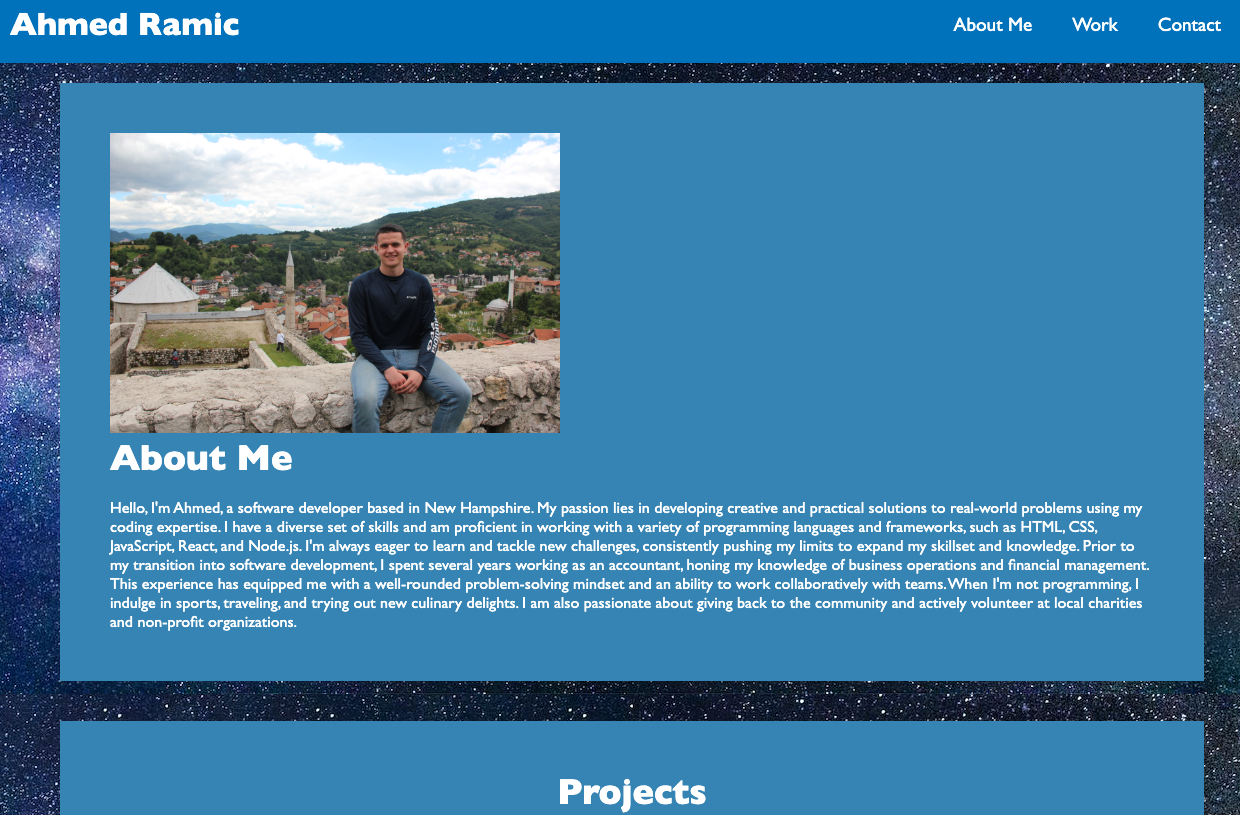 Ahmed Ramic
About Me
Work
Contact
About Me
Hello, I'm Ahmed, a software developer based in New Hampshire. My passion lies in developing creative and practical solutions to real-world problems using my
coding expertise. I have a diverse set of skills and am proficient in working with a variety of programming languages and frameworks, such as HTML, CSS,
JavaScript, React, and Node.js. I'm always eager to learn and tackle new challenges, consistently pushing my limits to expand my skillset and knowledge. Prior to
my transition into software development, I spent several years working as an accountant, honing my knowledge of business operations and financial management.
This experience has equipped me with a well-rounded problem-solving mindset and an ability to work collaboratively with teams. When I'm not programming, I
indulge in sports, traveling, and trying out new culinary delights. I am also passionate about giving back to the community and actively volunteer at local charities
and non-profit organizations.
Projects